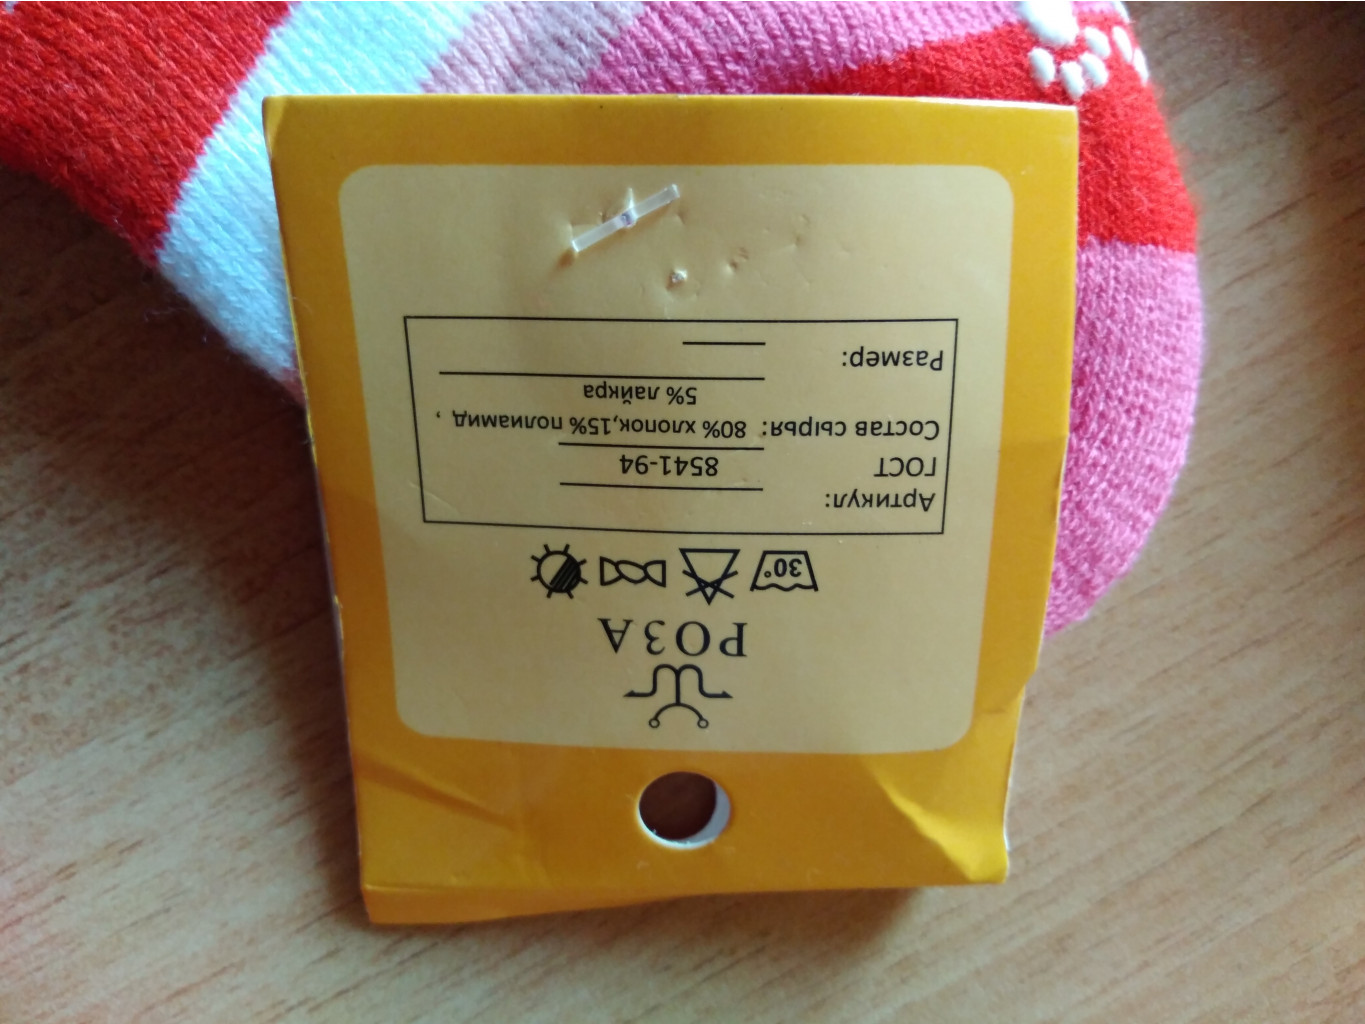 РОЗА
30°
Артикул:
ГОСТ 8541-94
Состав сырья: 80% хлопок,15% полиамид ,
5% лайкра
Размер: